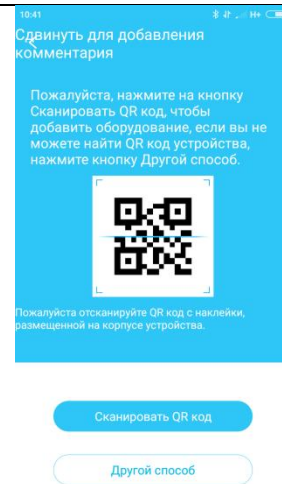 10:41
H+
Сдвинуть для добавления
комментария
Пожалуйста, нажмите на кнопку
Сканировать QR код, чтобы
добавить оборудование, если вы не
можете найти QR код устройства,
нажмите кнопку Другой способ.
Пожалуйста отсканируйте QR код с наклейки,
размещенной на корпусе устройства.
Сканировать QR код
Другой способ